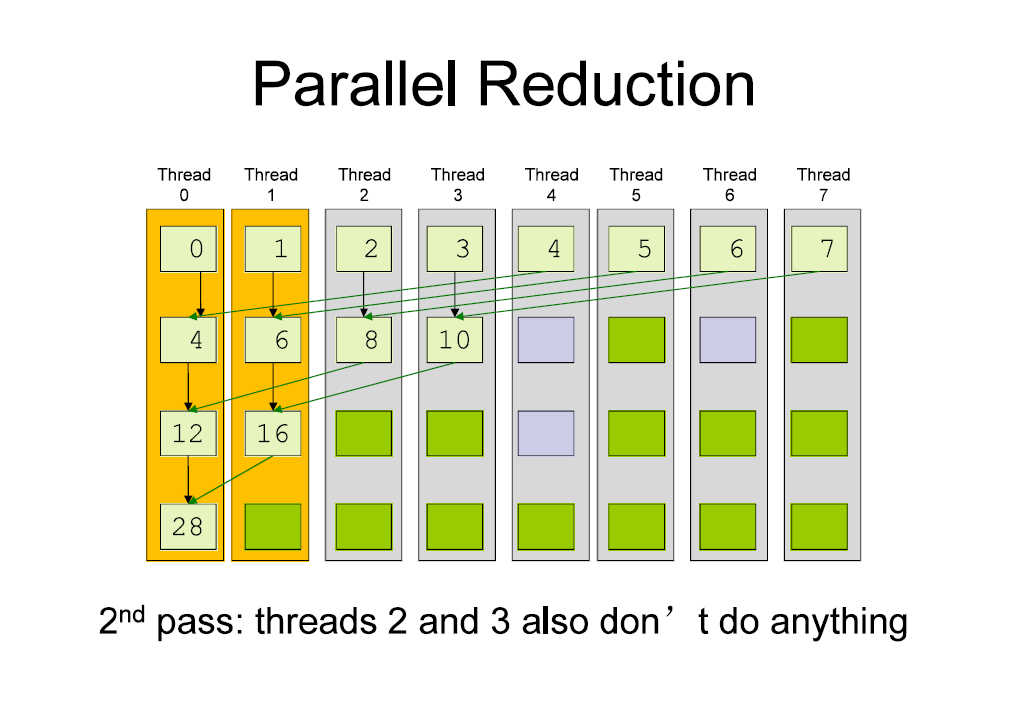 Parallel Reduction
Thread Thread Thread Thread Thread Thread Thread Thread
0 1 2 3 4 5 6 7
0 1 2 3 4 5 6 7
4 6 8 10
12 16
28
2nd pass: threads 2 and 3 also don’t do anything